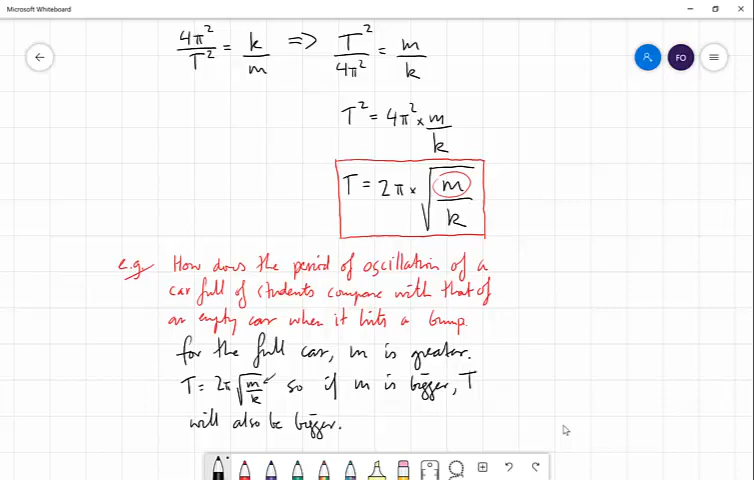 Microsoft Whiteboard
4π²/T² = k/m => T²/4π² = m/k
FO
T² = 4π² × m/k
T = 2π × √(m/k)
e.g. How does the period of oscillation of a
car full of students compare with that of
an empty car when it hits a bump.
for the full car, m is greater.
T = 2π √(m/k) so if m is bigger, T
will also be bigger.